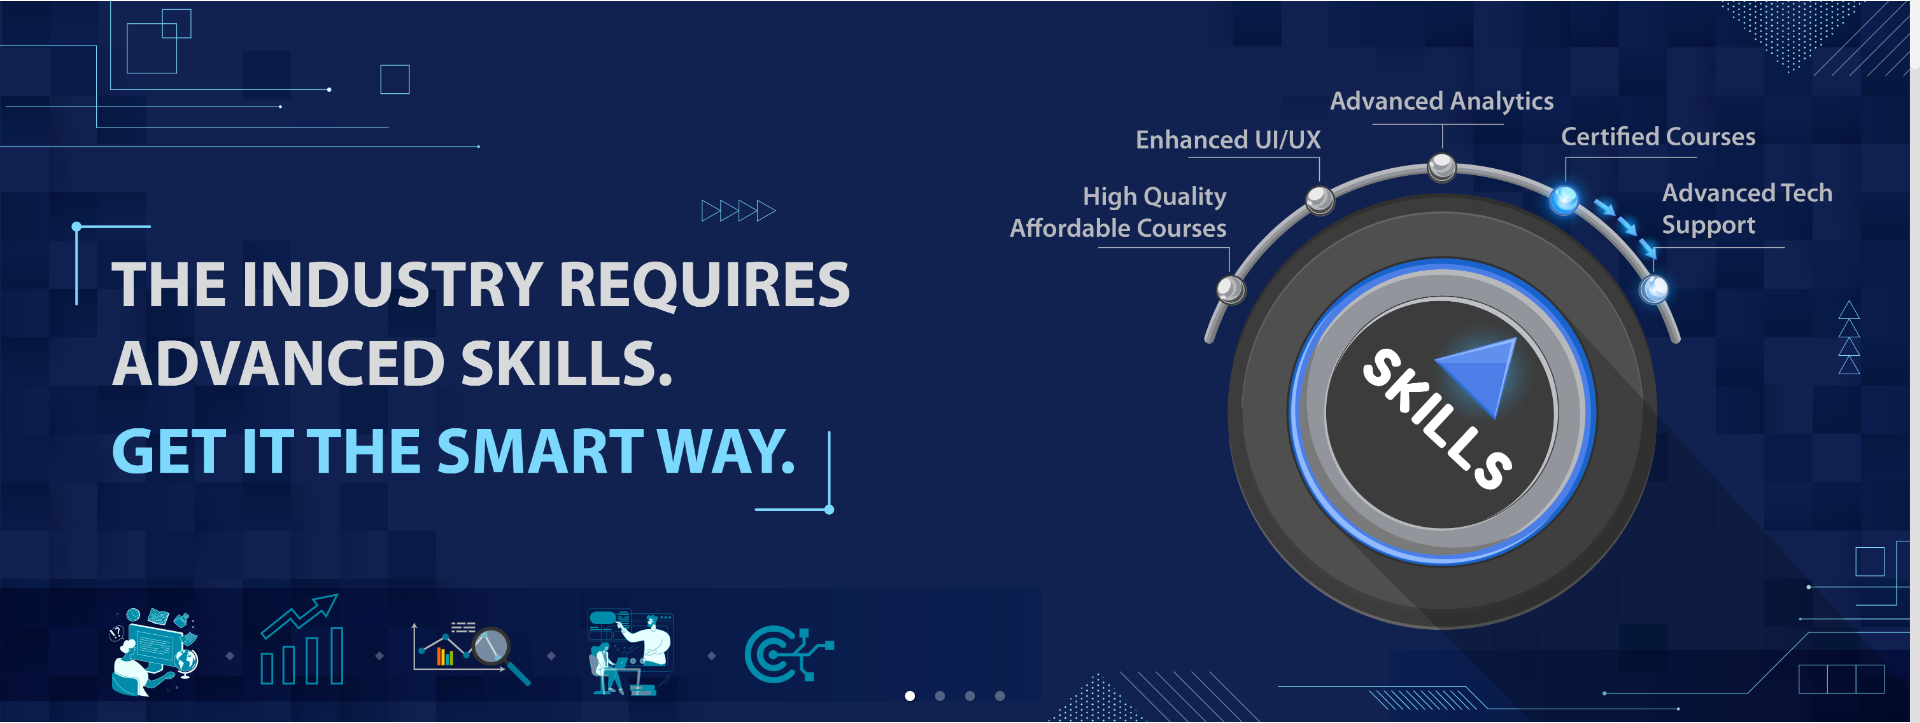 THE INDUSTRY REQUIRES
ADVANCED SKILLS.
GET IT THE SMART WAY.
High Quality
Affordable Courses
Enhanced UI/UX
Advanced Analytics
Certified Courses
Advanced Tech
Support
SKILLS